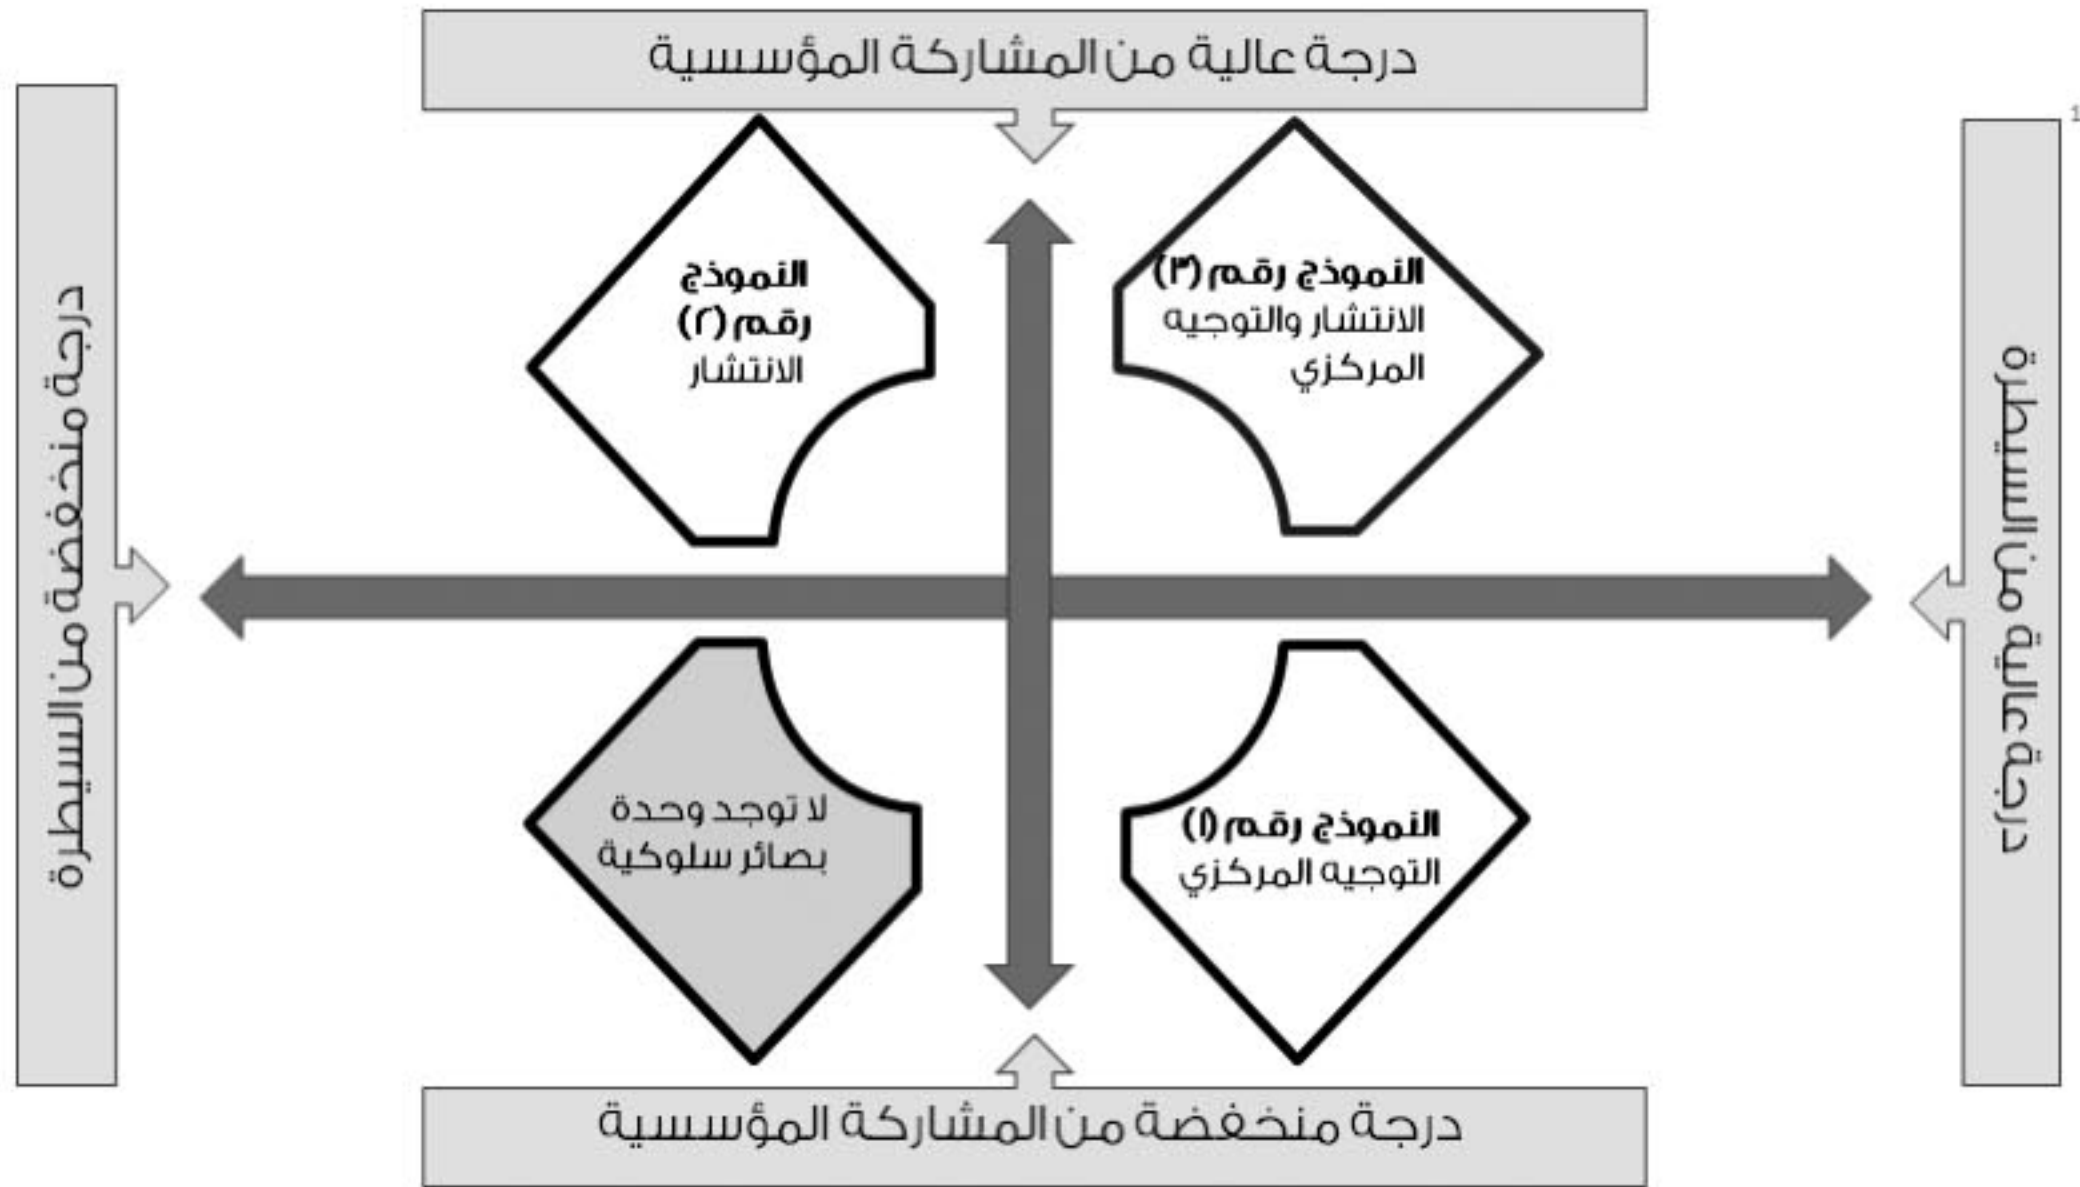 درجة عالية من المشاركة المؤسسية
1
درجة عالية من السيطرة
النموذج رقم (٣)
الانتشار والتوجيه
المركزي
النموذج
رقم (٢)
الانتشار
درجة منخفضة من السيطرة
النموذج رقم (١)
التوجيه المركزي
لا توجد وحدة
بصائر سلوكية
درجة منخفضة من المشاركة المؤسسية